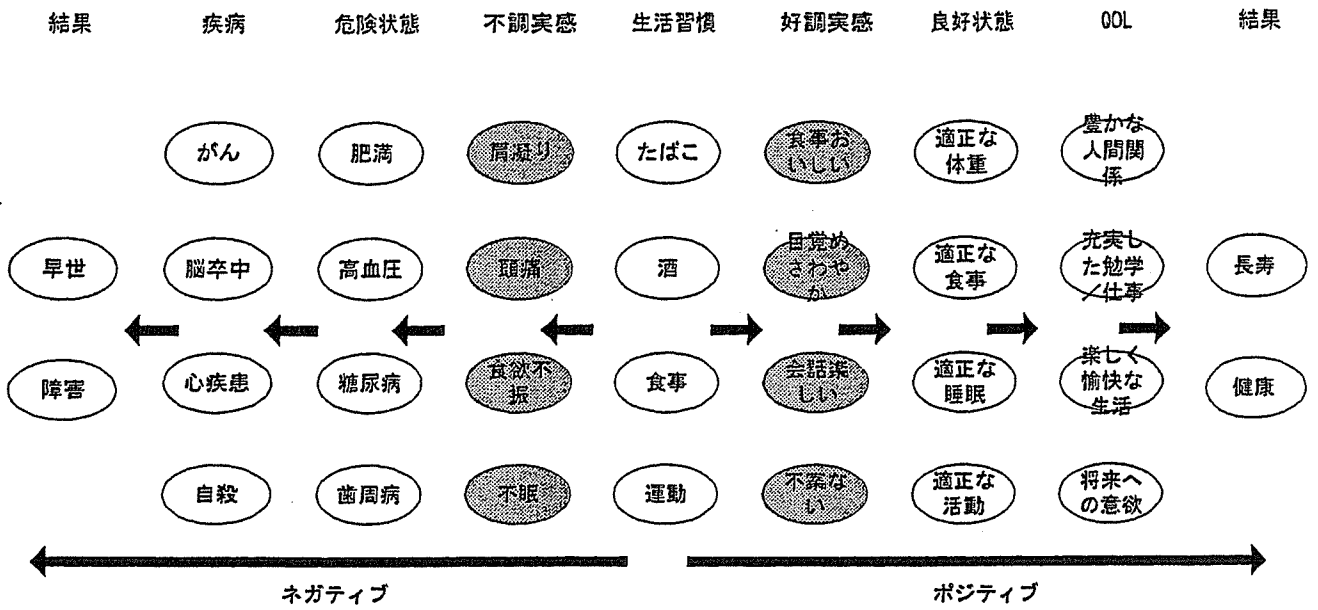 結果 疾病 危険状態 不調実感 生活習慣 好調実感 良好状態 QOL 結果
がん
肥満
肩凝り
たばこ
食事お
いしい
適正な
体重
豊かな
人間関
係
早世
脳卒中
高血圧
頭痛
酒
目覚め
さわや
か
適正な
食事
充実し
た勉学
／仕事
長寿
障害
心疾患
糖尿病
食欲不
振
食事
会話楽
しい
適正な
睡眠
楽しく
愉快な
生活
健康
自殺
歯周病
不眠
運動
い
適正な
活動
将来へ
の意欲
ネガティブ
ポジティブ